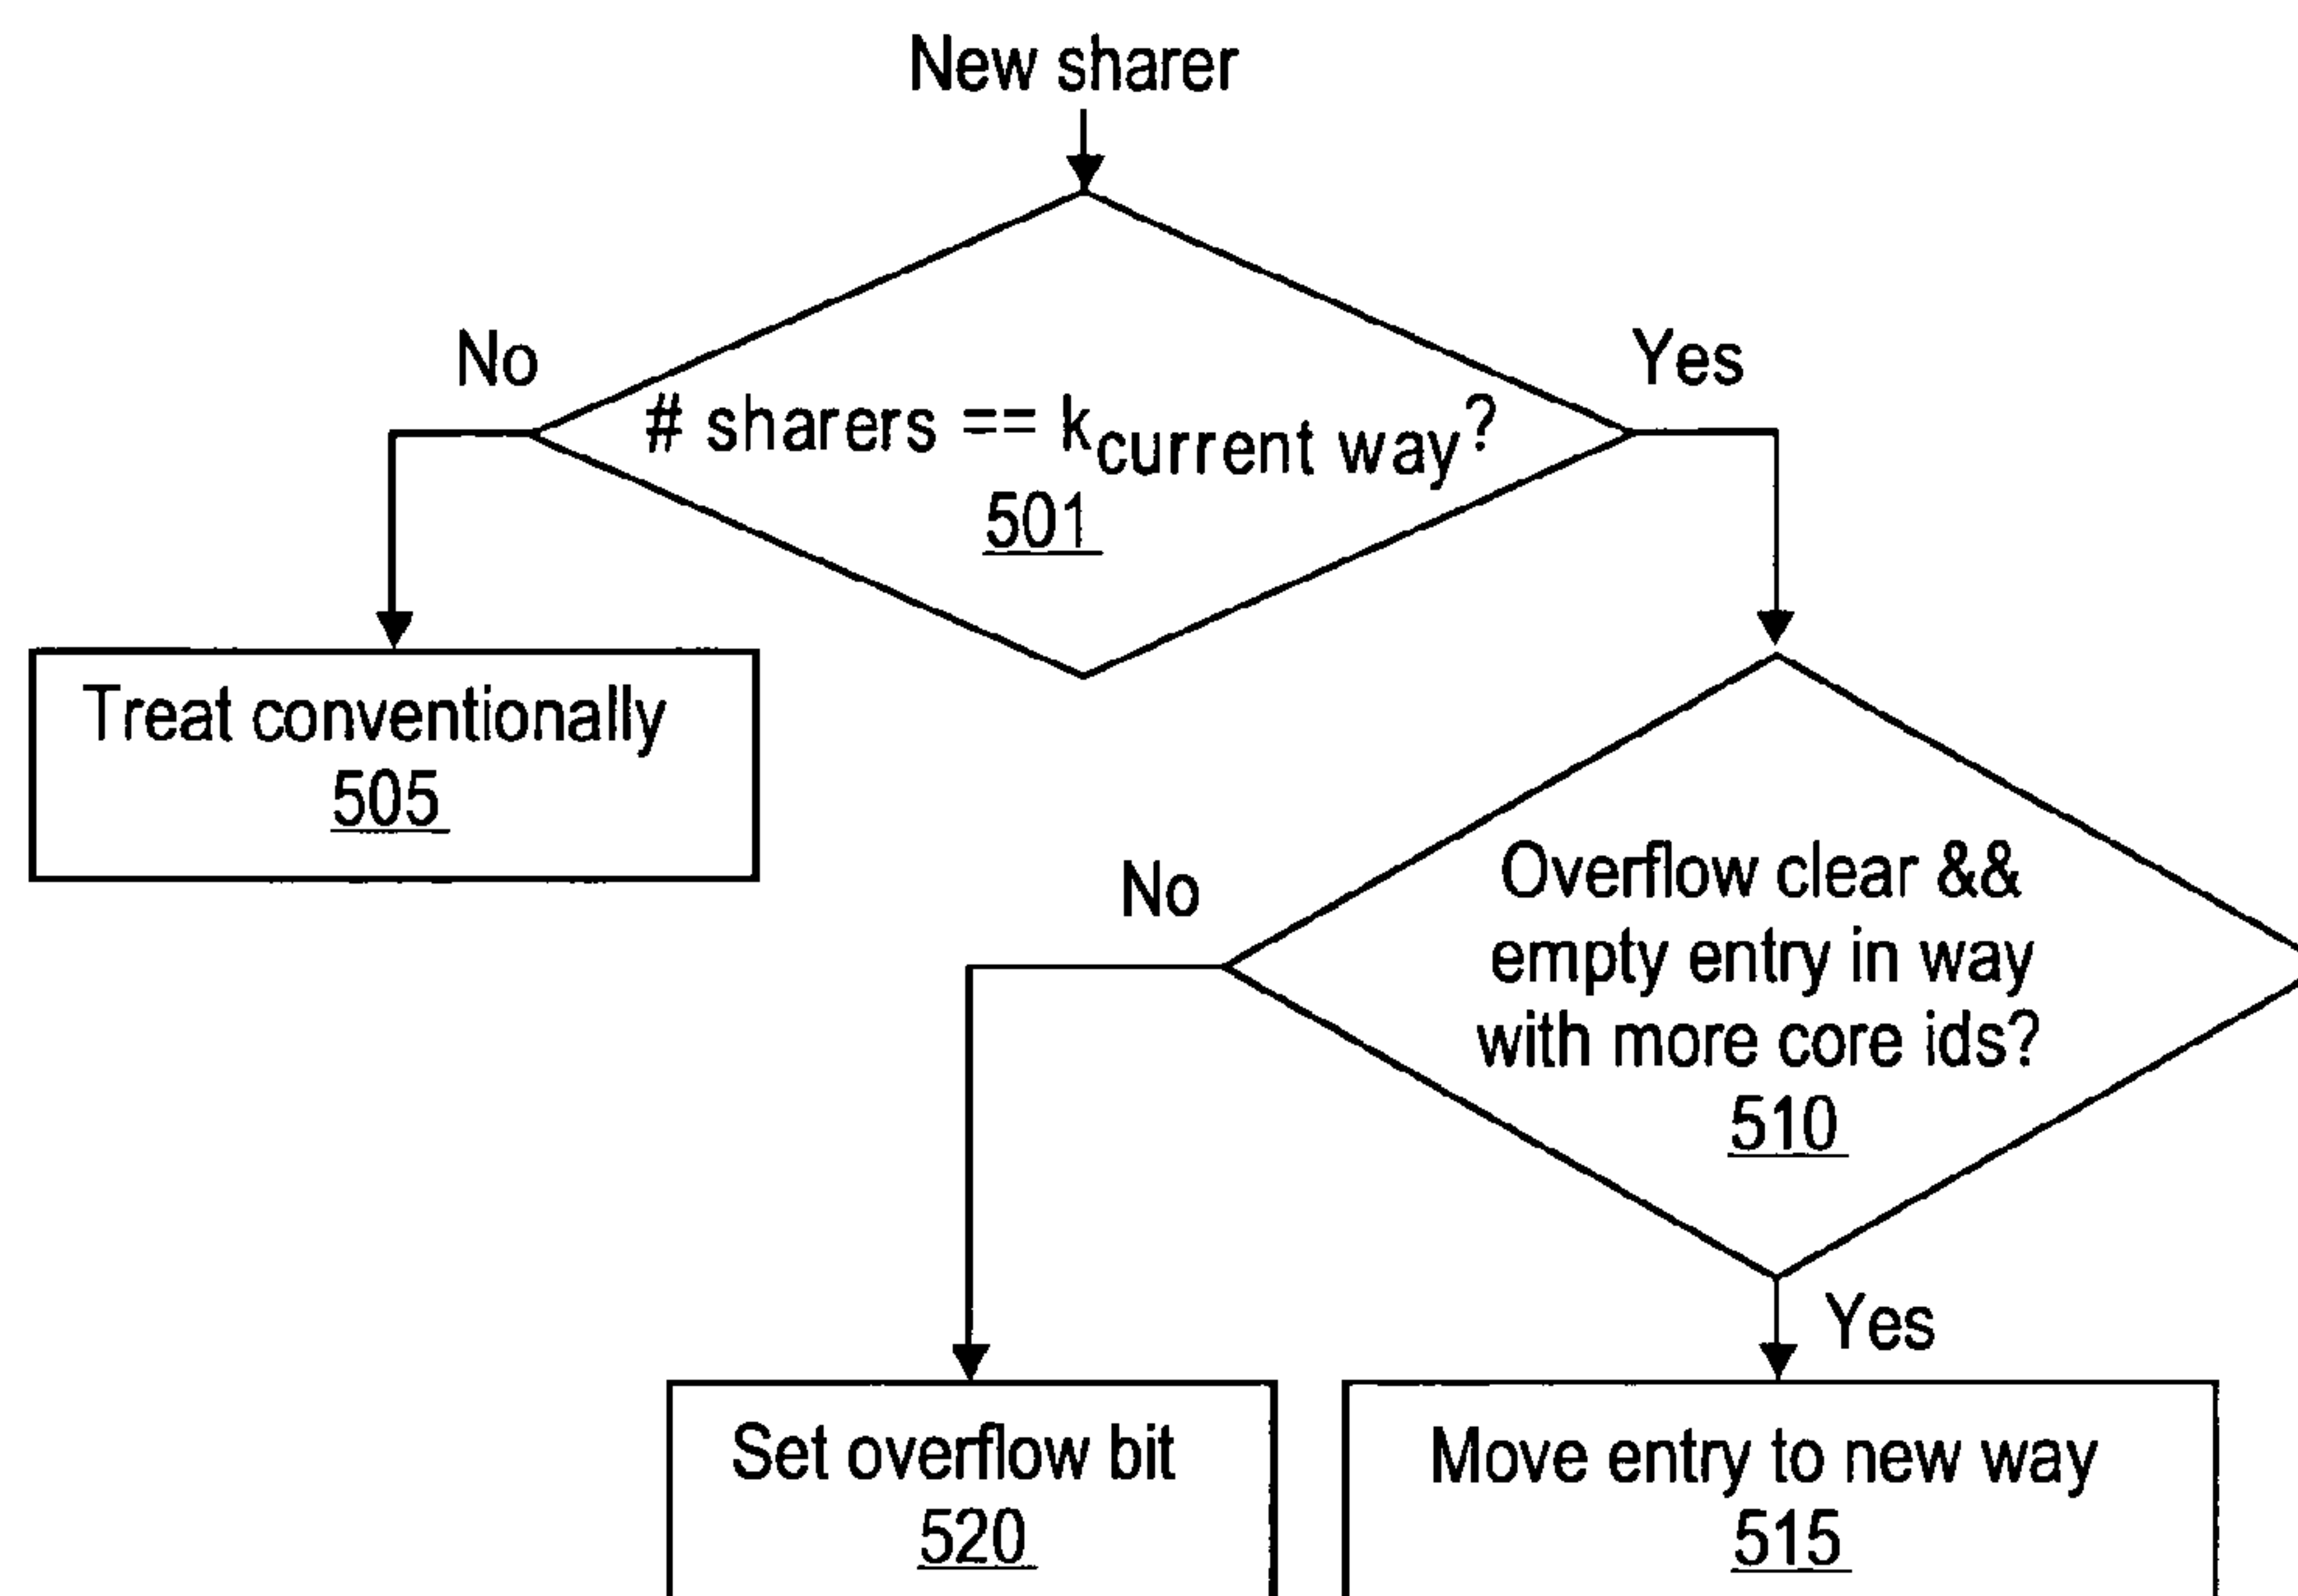 New sharer
No
Yes
# sharers == kcurrent way?
501
Treat conventionally
505
No
Overflow clear &&
empty entry in way
with more core ids?
510
Yes
Set overflow bit
520
Move entry to new way
515